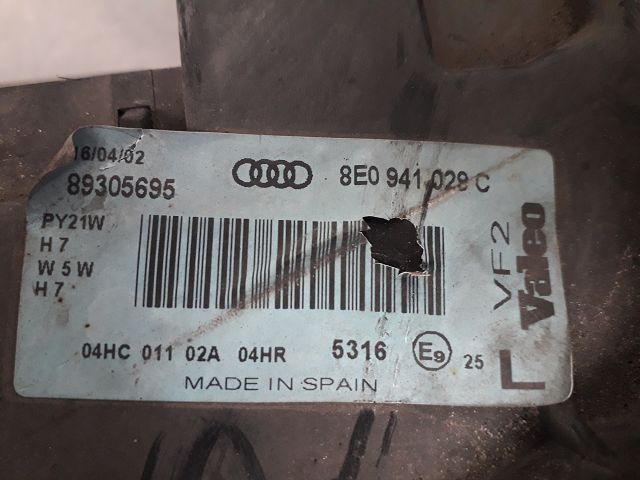 16/04/02
89305695
8E0 941 029 C
PY21W
H7
W5W
H7
VF2
Valeo
04HC 011 02A 04HR 5316 E9 25
L
MADE IN SPAIN